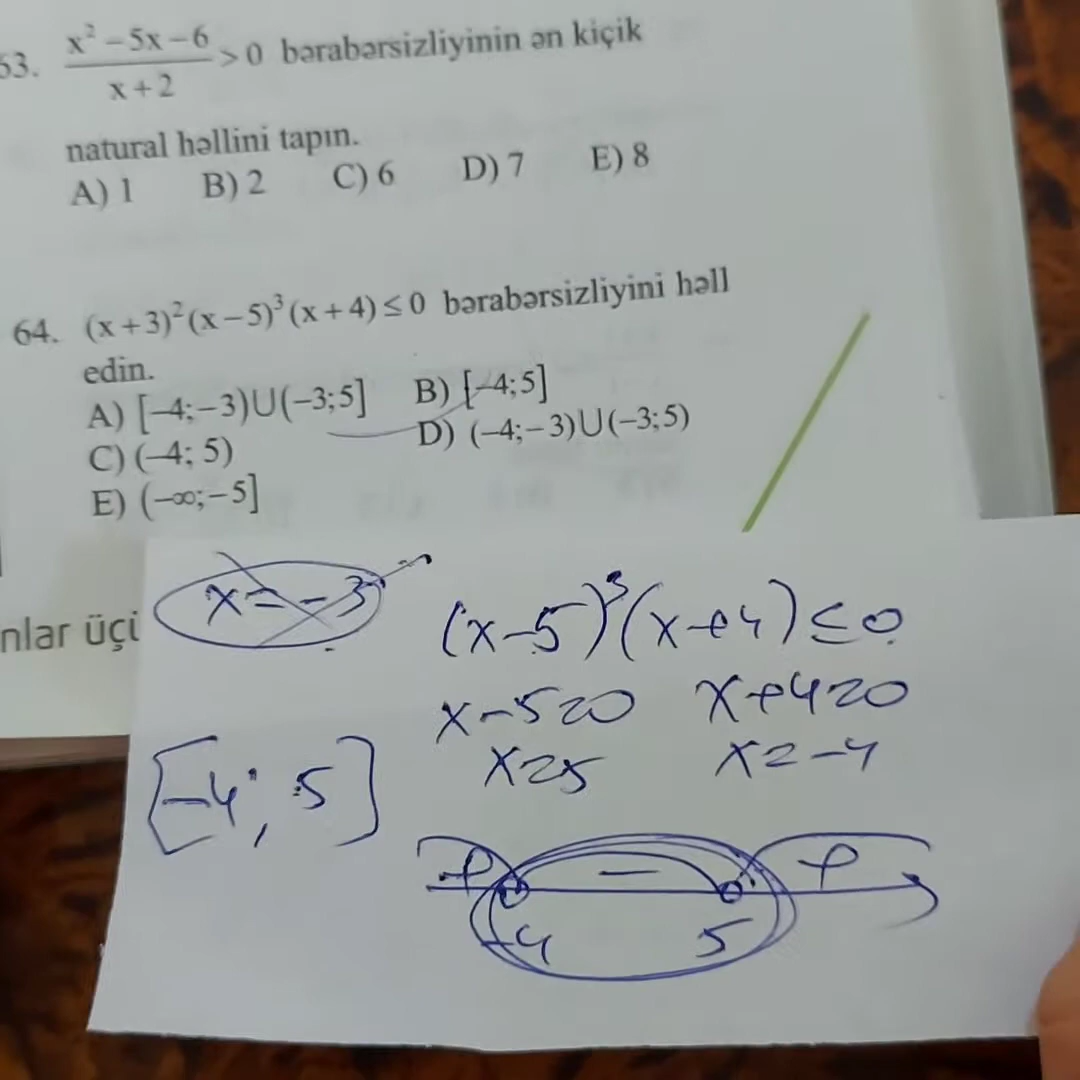 53. (x² – 5x – 6)/(x + 2) > 0 bərabərsizliyinin ən kiçik
natural həllini tapın.
A) 1 B) 2 C) 6 D) 7 E) 8
64. (x+3)²(x–5)³(x+4) ≤ 0 bərabərsizliyini həll
edin.
A) [–4;–3)∪(–3;5] B) [–4;5]
C) (–4; 5) D) (–4;–3)∪(–3;5)
E) (–∞;–5]
nlar üçi
x = –3
(x–5)³(x+4) ≤ 0
x–5=0 x+4=0
x=5 x=–4
[–4; 5]
+ – +
–4 5